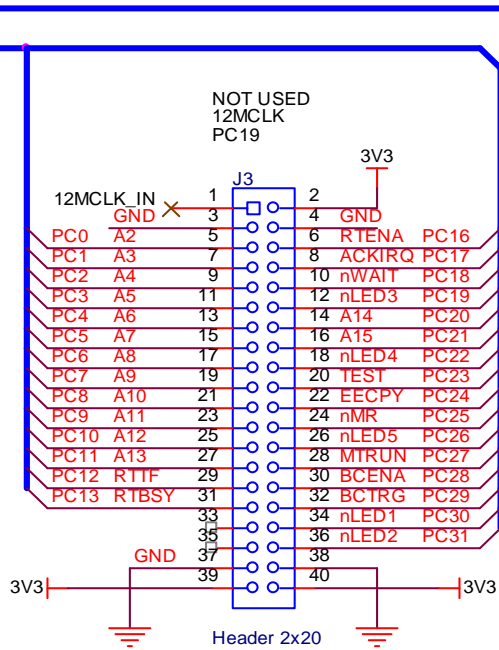 NOT USED
12MCLK
PC19
3V3
J3
12MCLK_IN 1 2
GND 3 4 GND
PC0 A2 5 6 RTENA PC16
PC1 A3 7 8 ACKIRQ PC17
PC2 A4 9 10 nWAIT PC18
PC3 A5 11 12 nLED3 PC19
PC4 A6 13 14 A14 PC20
PC5 A7 15 16 A15 PC21
PC6 A8 17 18 nLED4 PC22
PC7 A9 19 20 TEST PC23
PC8 A10 21 22 EECPY PC24
PC9 A11 23 24 nMR PC25
PC10 A12 25 26 nLED5 PC26
PC11 A13 27 28 MTRUN PC27
PC12 RTTF 29 30 BCENA PC28
PC13 RTBSY 31 32 BCTRG PC29
33 34 nLED1 PC30
35 36 nLED2 PC31
GND 37 38
3V3 39 40 3V3
Header 2x20